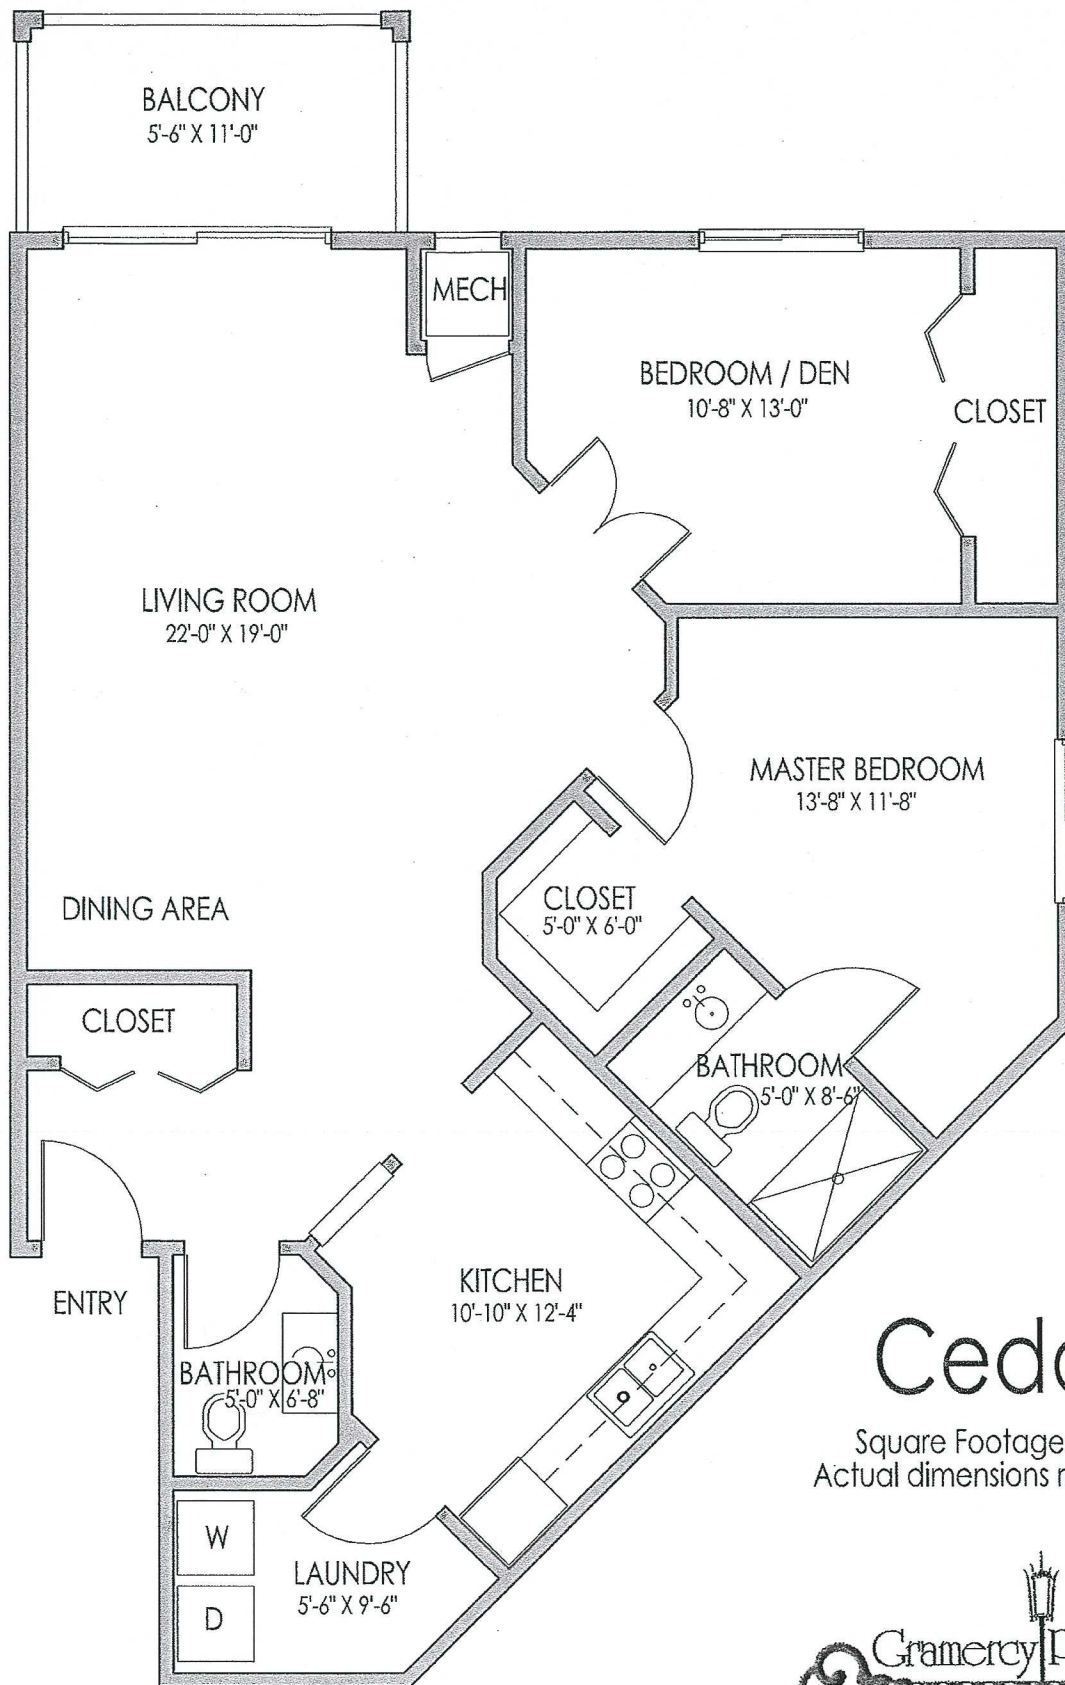 BALCONY
5'-6" X 11'-0"
MECH
BEDROOM / DEN
10'-8" X 13'-0"
CLOSET
LIVING ROOM
22'-0" X 19'-0"
MASTER BEDROOM
13'-8" X 11'-8"
CLOSET
5'-0" X 6'-0"
DINING AREA
CLOSET
BATHROOM
5'-0" X 8'-6"
ENTRY
KITCHEN
10'-10" X 12'-4"
BATHROOM
5'-0" X 6'-8"
W
D
LAUNDRY
5'-6" X 9'-6"
Square Footage
Actual dimensions
Gramercy